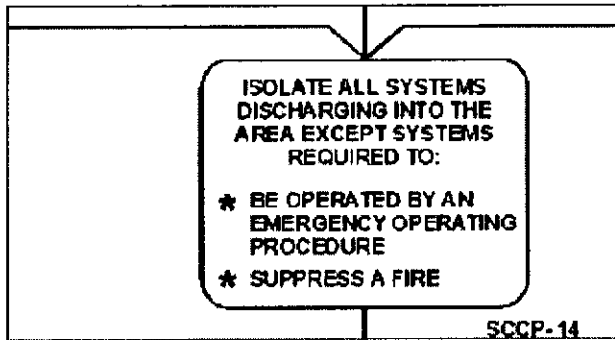 ISOLATE ALL SYSTEMS
DISCHARGING INTO THE
AREA EXCEPT SYSTEMS
REQUIRED TO:
* BE OPERATED BY AN
EMERGENCY OPERATING
PROCEDURE
* SUPPRESS A FIRE
SCCP-14